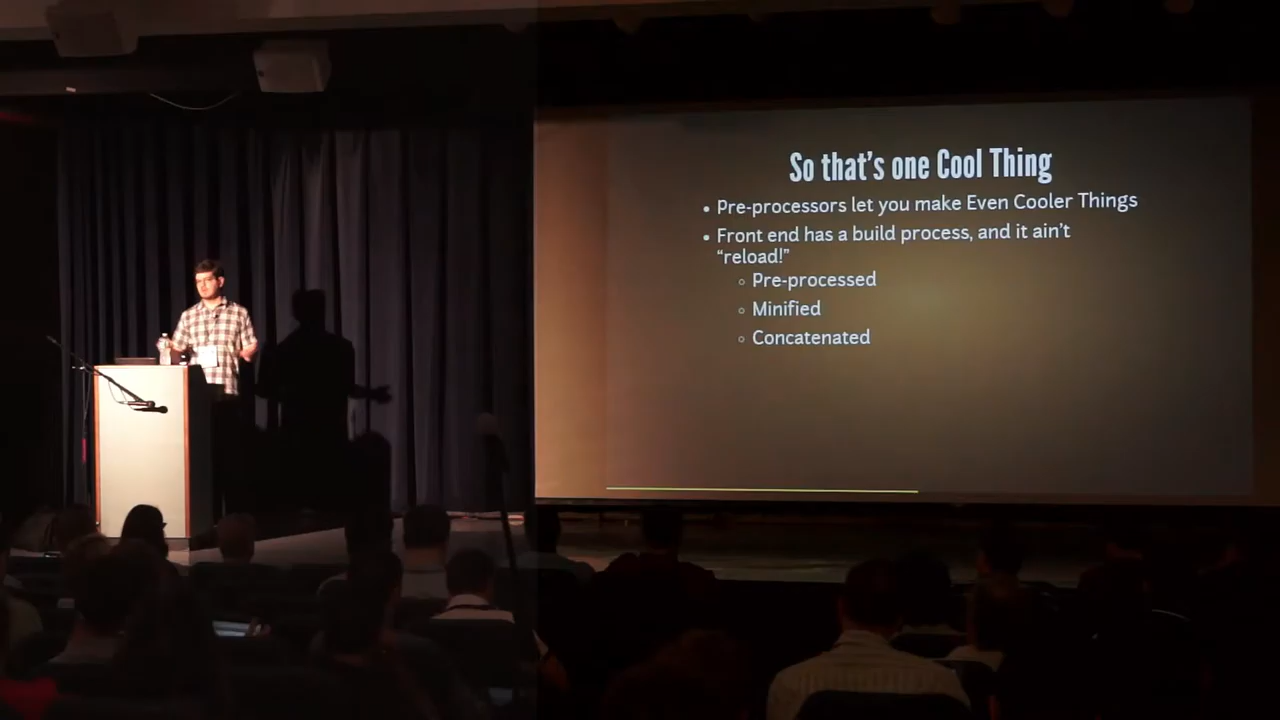 So that's one Cool Thing
• Pre-processors let you make Even Cooler Things
• Front end has a build process, and it ain't
"reload!"
○ Pre-processed
○ Minified
○ Concatenated